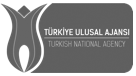 TÜRKİYE ULUSAL AJANSI
TURKISH NATIONAL AGENCY